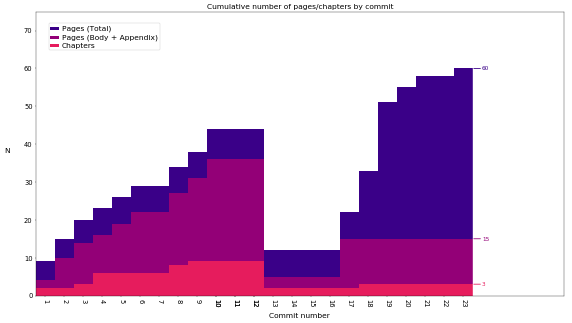 Cumulative number of pages/chapters by commit
Pages (Total)
Pages (Body + Appendix)
Chapters
N
70
60
50
40
30
20
10
0
60
15
3
1 2 3 4 5 6 7 8 9 10 11 12 13 14 15 16 17 18 19 20 21 22 23
Commit number